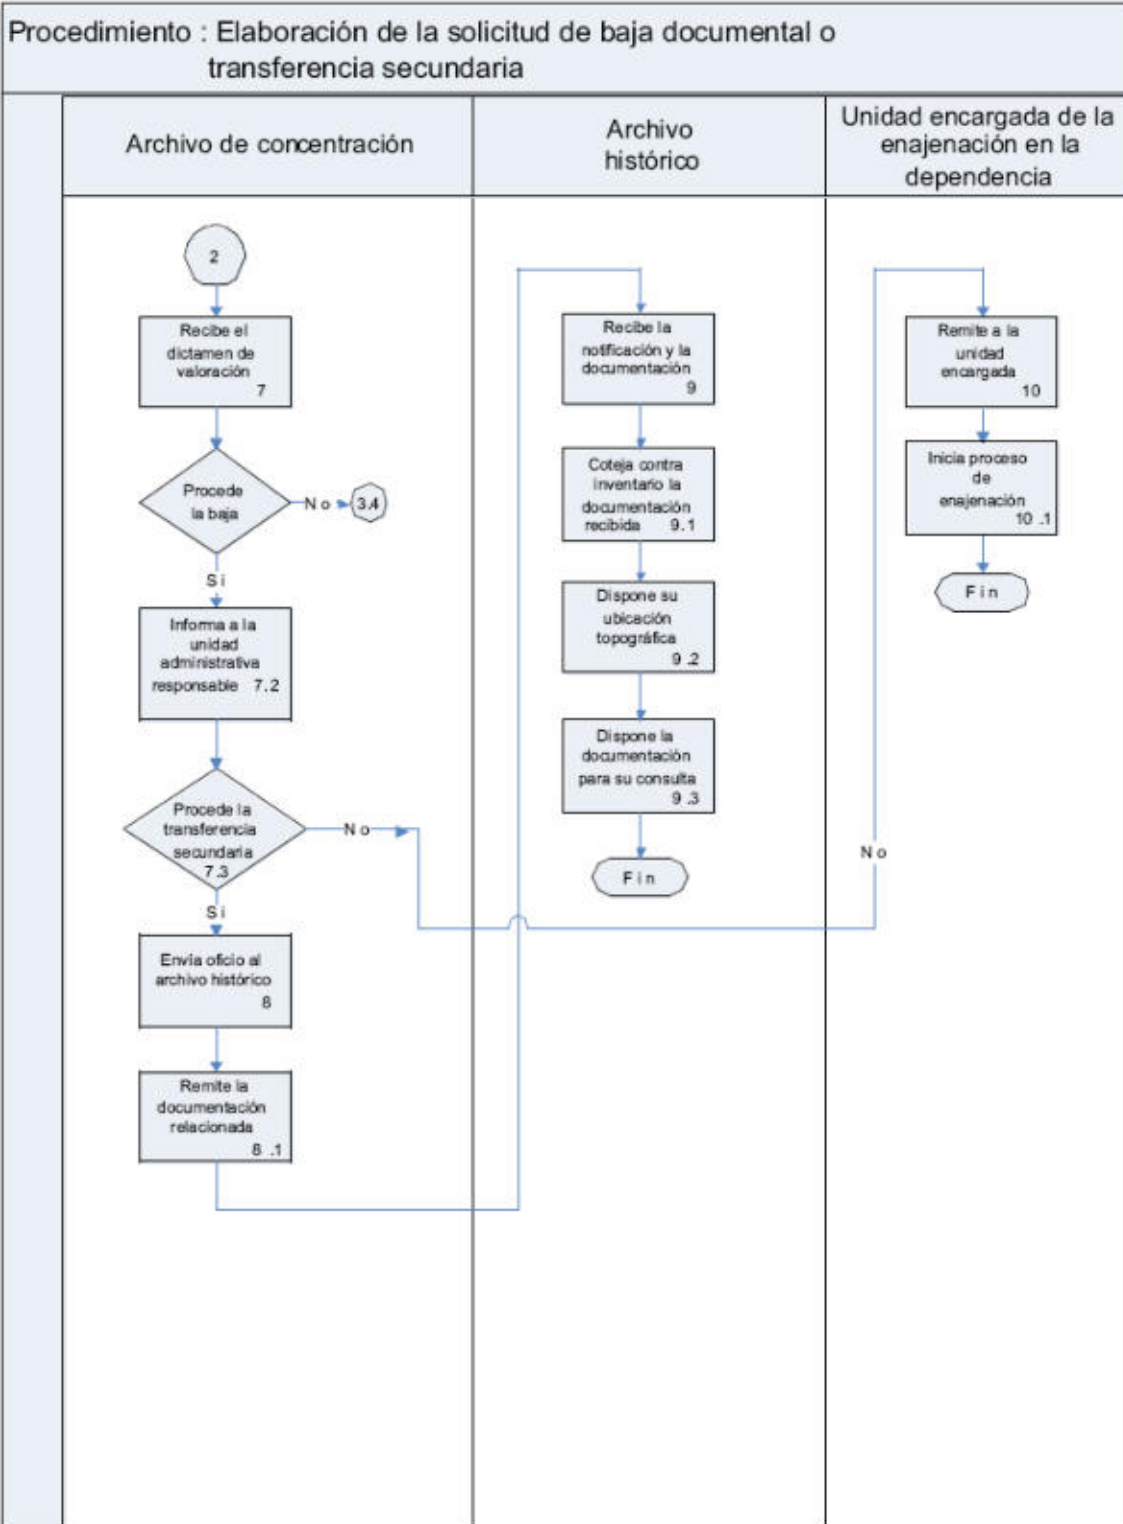 Procedimiento : Elaboración de la solicitud de baja documental o
transferencia secundaria
Archivo de concentración
Archivo
histórico
Unidad encargada de la
enajenación en la
dependencia
2
Recibe el
dictamen de
valoración
7
Procede
la baja
No
3.4
Si
Informa a la
unidad
administrativa
responsable 7.2
Procede la
transferencia
secundaria
7.3
No
Si
Envía oficio al
archivo histórico
8
Remite la
documentación
relacionada
8 .1
Recibe la
notificación y la
documentación
9
Coteja contra
inventario la
documentación
recibida 9.1
Dispone su
ubicación
topográfica
9 .2
Dispone la
documentación
para su consulta
9 .3
Fin
No
Remite a la
unidad
encargada
10
Inicia proceso
de
enajenación
10 .1
Fin